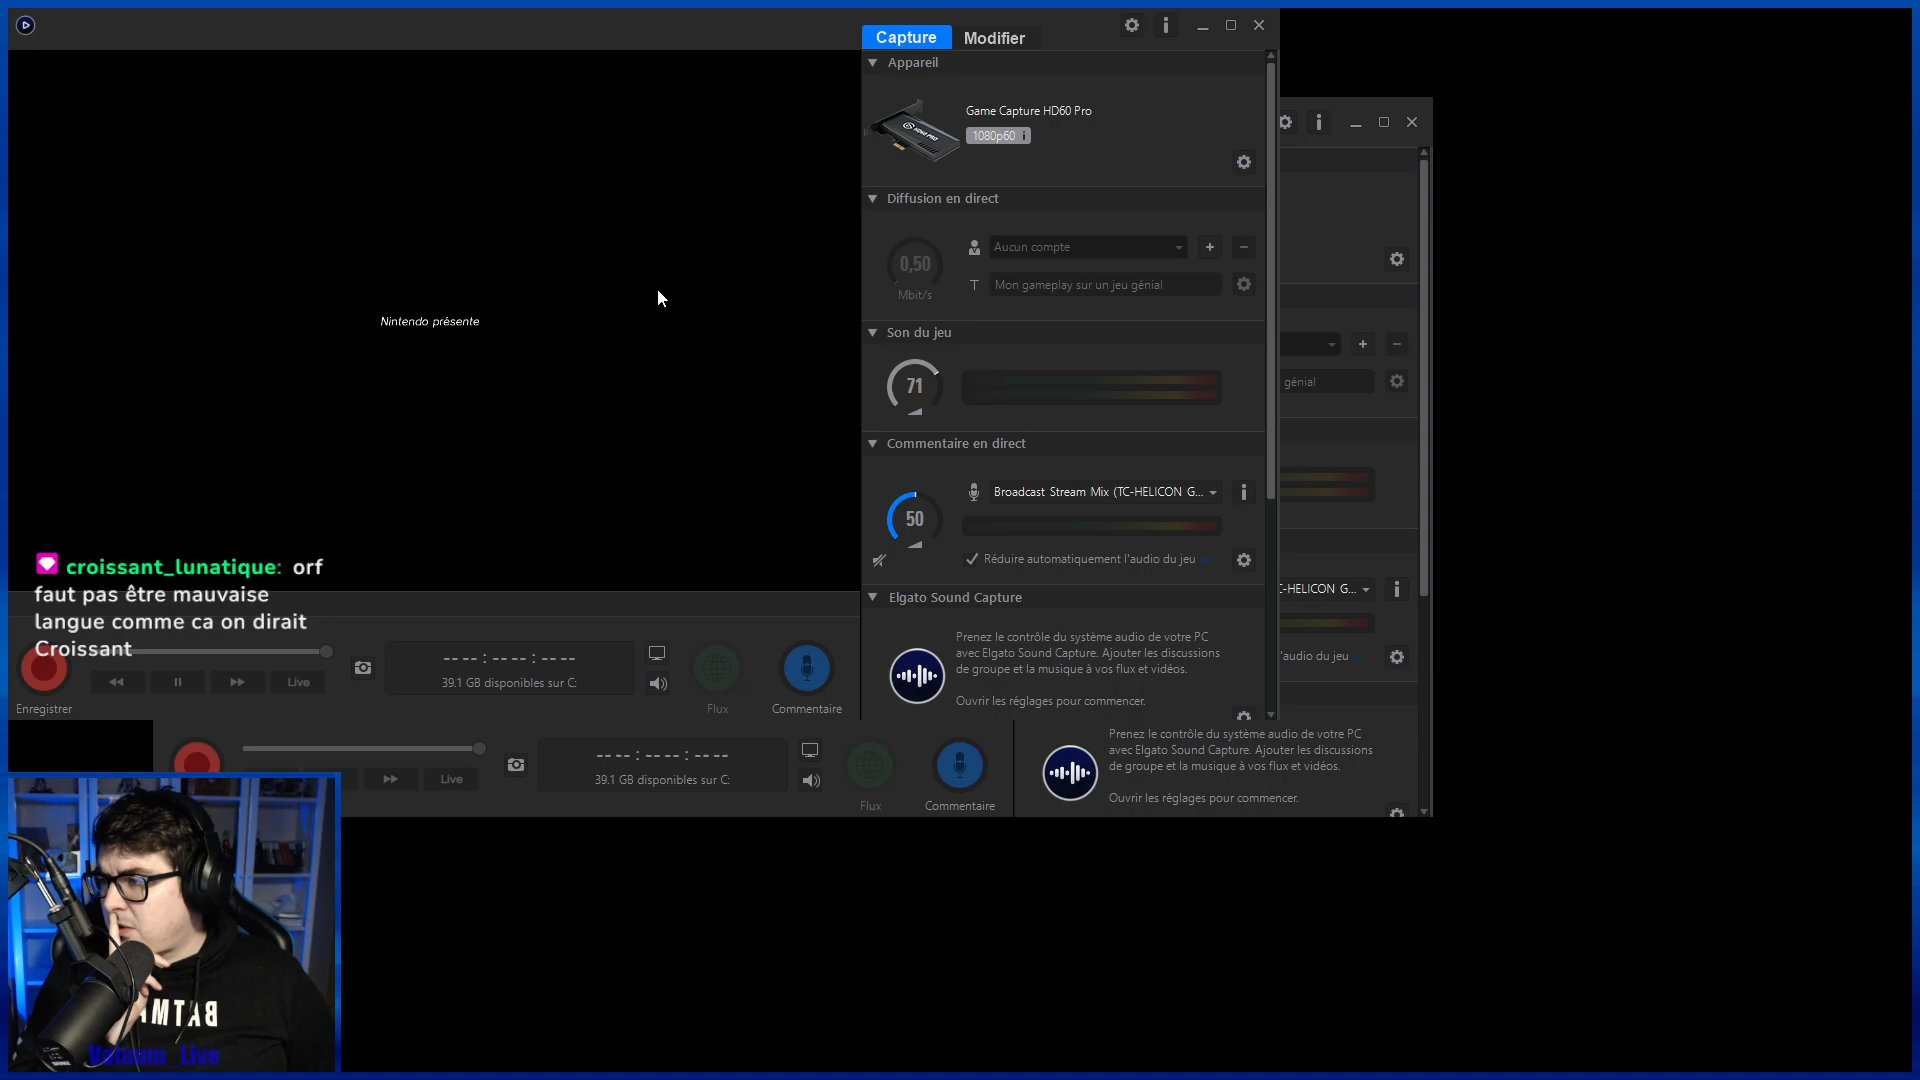 Capture
Modifier
Appareil
Game Capture HD60 Pro
1080p60 i
Diffusion en direct
0,50
Mbit/s
Aucun compte
T Mon gameplay sur un jeu génial
Son du jeu
71
Commentaire en direct
50
Broadcast Stream Mix (TC-HELICON G...
Réduire automatiquement l'audio du jeu
Elgato Sound Capture
Prenez le contrôle du système audio de votre PC
avec Elgato Sound Capture. Ajouter les discussions
de groupe et la musique à vos flux et vidéos.
Ouvrir les réglages pour commencer.
Nintendo présente
croissant_lunatique: orf
faut pas être mauvaise
langue comme ca on dirait
Croissant
Live
-- -- : -- -- : -- --
39.1 GB disponibles sur C:
Enregistrer
Flux
Commentaire
génial
C-HELICON G...
'audio du jeu
Live
-- -- : -- -- : -- --
39.1 GB disponibles sur C:
Flux
Commentaire
Prenez le contrôle du système audio de votre PC
avec Elgato Sound Capture. Ajouter les discussions
de groupe et la musique à vos flux et vidéos.
Ouvrir les réglages pour commencer.
Valuum_Live